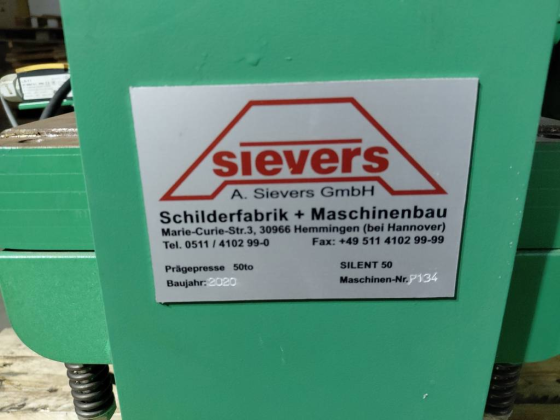 sievers
A. Sievers GmbH
Schilderfabrik + Maschinenbau
Marie-Curie-Str.3, 30966 Hemmingen (bei Hannover)
Tel. 0511 / 4102 99-0 Fax: +49 511 4102 99-99
Prägepresse 50to SILENT 50
Baujahr: 2020 Maschinen-Nr. P134